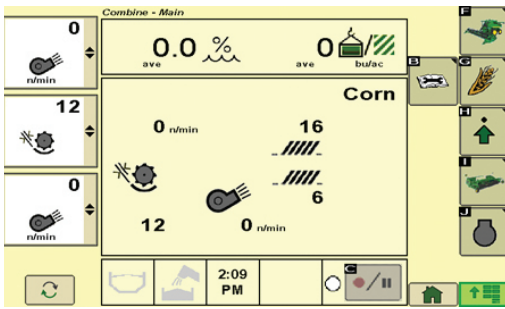 Combine - Main
0
n/min
12
0
n/min
0.0 %
ave
0
ave
bu/ac
Corn
0 n/min
16
6
12
0 n/min
2:09
PM
B
C
F
G
H
I
J